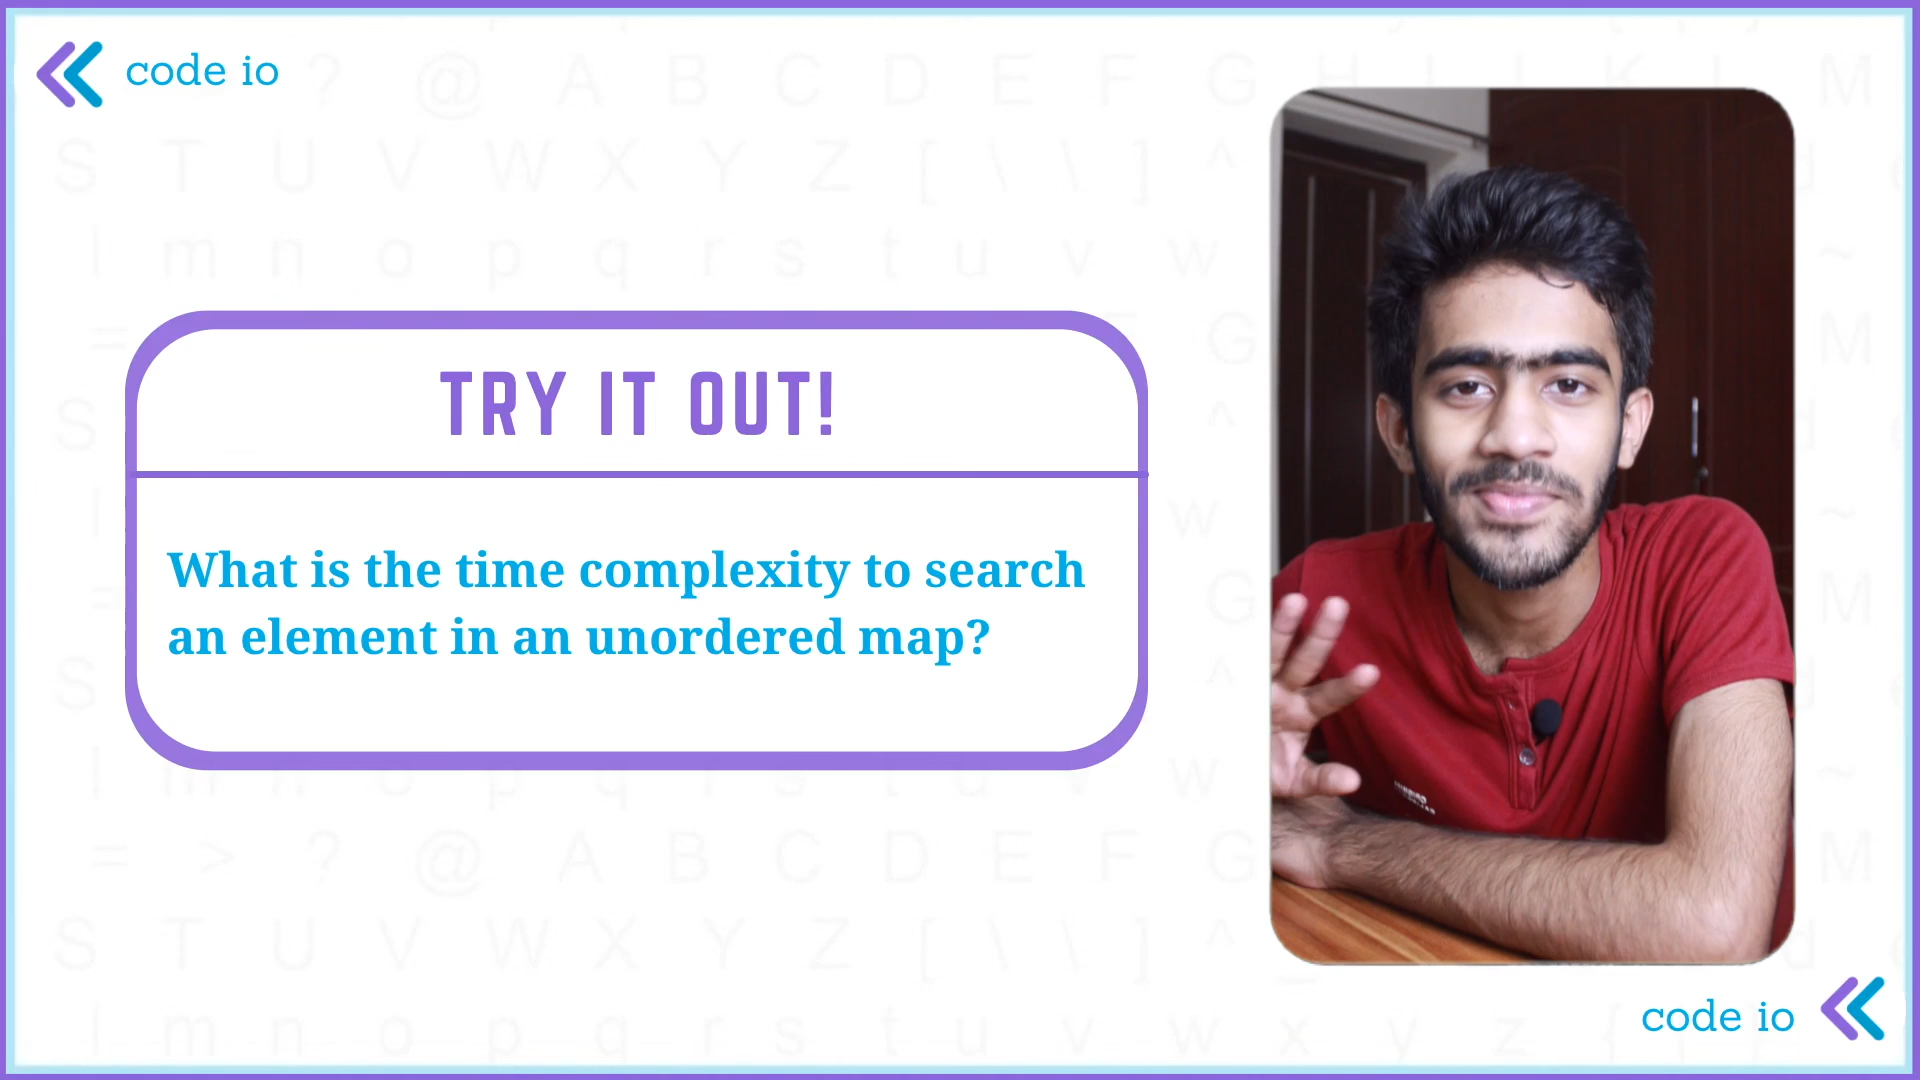 code io
? @ A B C D E F G H I J K L M
S T U V W X Y Z [ \ \ ] ^
l m n o p q r s t u v w ~
= G M
TRY IT OUT!
S ^
l w ~
What is the time complexity to search
an element in an unordered map?
= G M
S ^
l m n o p q r s t u v w ~
= > ? @ A B C D E F G M
S T U V W X Y Z [ \ \ ] ^ _ d
code io
l m n o p q r s t u v w x y z { | }